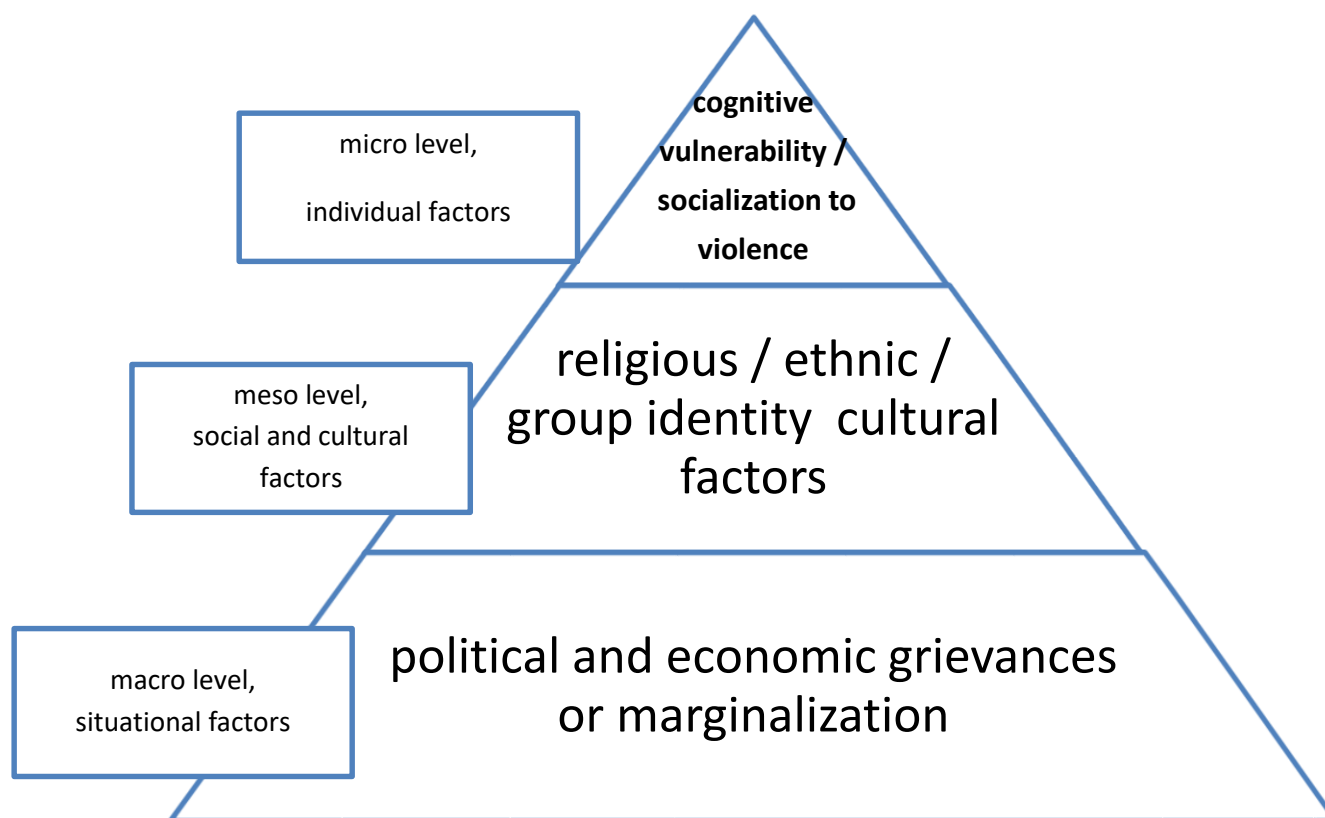 cognitive
vulnerability /
socialization to
violence
micro level,
individual factors
religious / ethnic /
group identity  cultural
factors
meso level,
social and cultural
factors
political and economic grievances
or marginalization
macro level,
situational factors